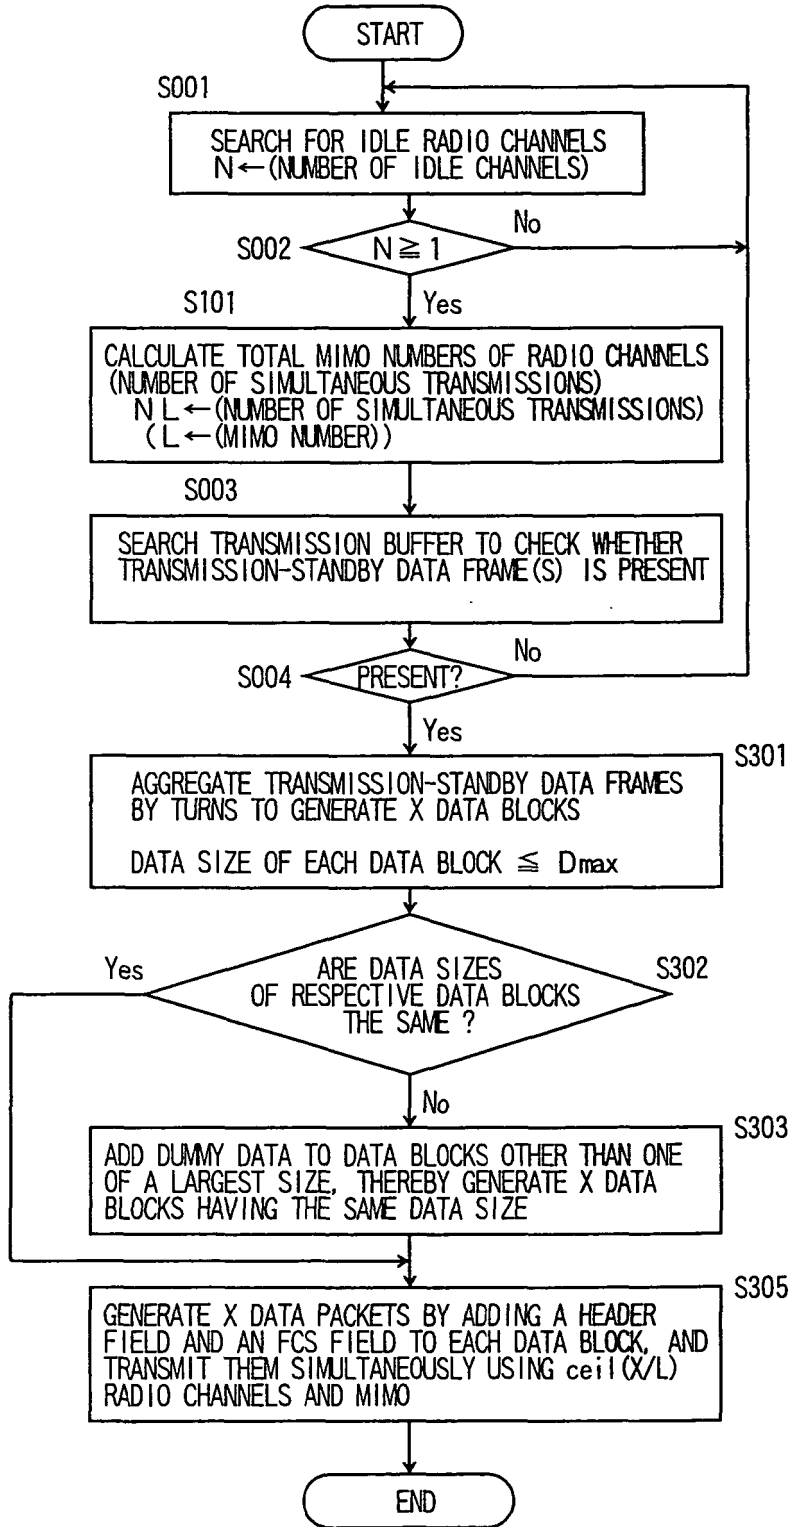 START
S001
SEARCH FOR IDLE RADIO CHANNELS
N←(NUMBER OF IDLE CHANNELS)
No
S002
N≧1
Yes
S101
CALCULATE TOTAL MIMO NUMBERS OF RADIO CHANNELS
(NUMBER OF SIMULTANEOUS TRANSMISSIONS)
NL←(NUMBER OF SIMULTANEOUS TRANSMISSIONS)
(L←(MIMO NUMBER))
S003
SEARCH TRANSMISSION BUFFER TO CHECK WHETHER
TRANSMISSION-STANDBY DATA FRAME(S) IS PRESENT
No
S004
PRESENT?
Yes
S301
AGGREGATE TRANSMISSION-STANDBY DATA FRAMES
BY TURNS TO GENERATE X DATA BLOCKS
DATA SIZE OF EACH DATA BLOCK ≦ Dmax
Yes
S302
ARE DATA SIZES
OF RESPECTIVE DATA BLOCKS
THE SAME ?
No
S303
ADD DUMMY DATA TO DATA BLOCKS OTHER THAN ONE
OF A LARGEST SIZE, THEREBY GENERATE X DATA
BLOCKS HAVING THE SAME DATA SIZE
S305
GENERATE X DATA PACKETS BY ADDING A HEADER
FIELD AND AN FCS FIELD TO EACH DATA BLOCK, AND
TRANSMIT THEM SIMULTANEOUSLY USING ceil(X/L)
RADIO CHANNELS AND MIMO
END